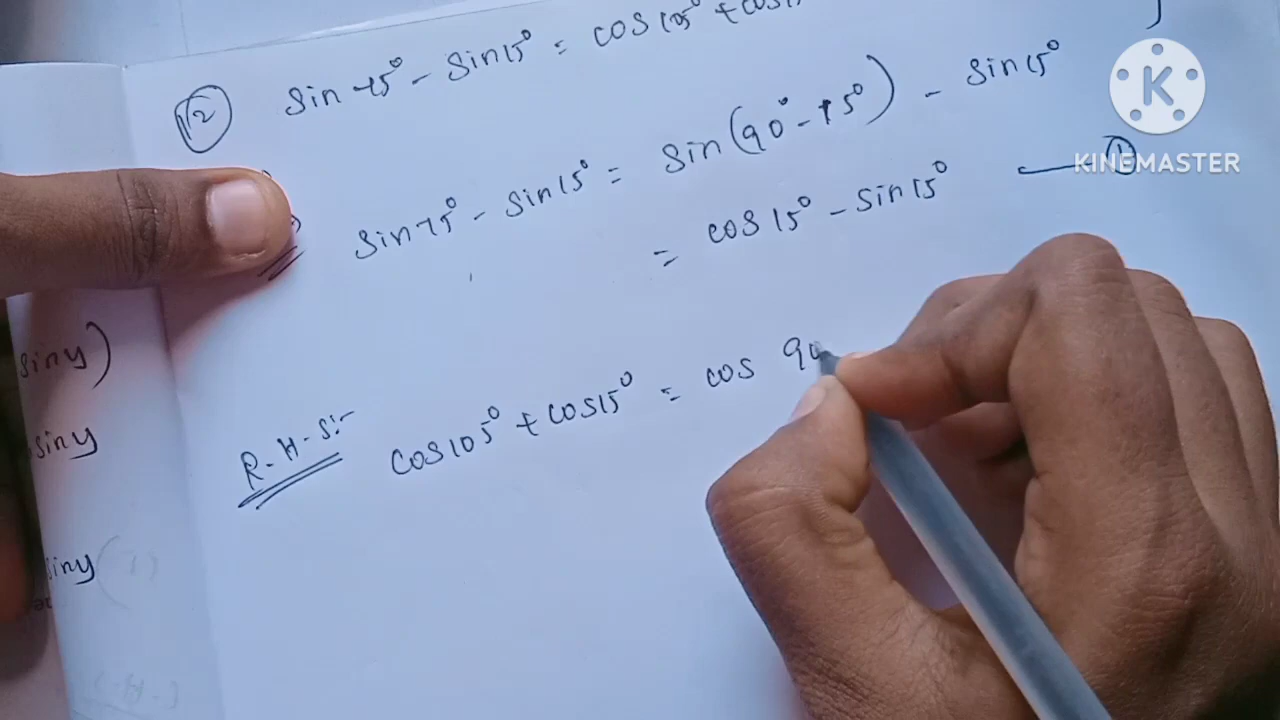 12 sin 75° - sin 15° = cos 105° + cos
sin 75° - sin 15° = sin (90° - 15°) - sin 15°
= cos 15° - sin 15° — 1
R.H.S:- cos 105° + cos 15° = cos 90
siny)
siny
siny
K
KINEMASTER